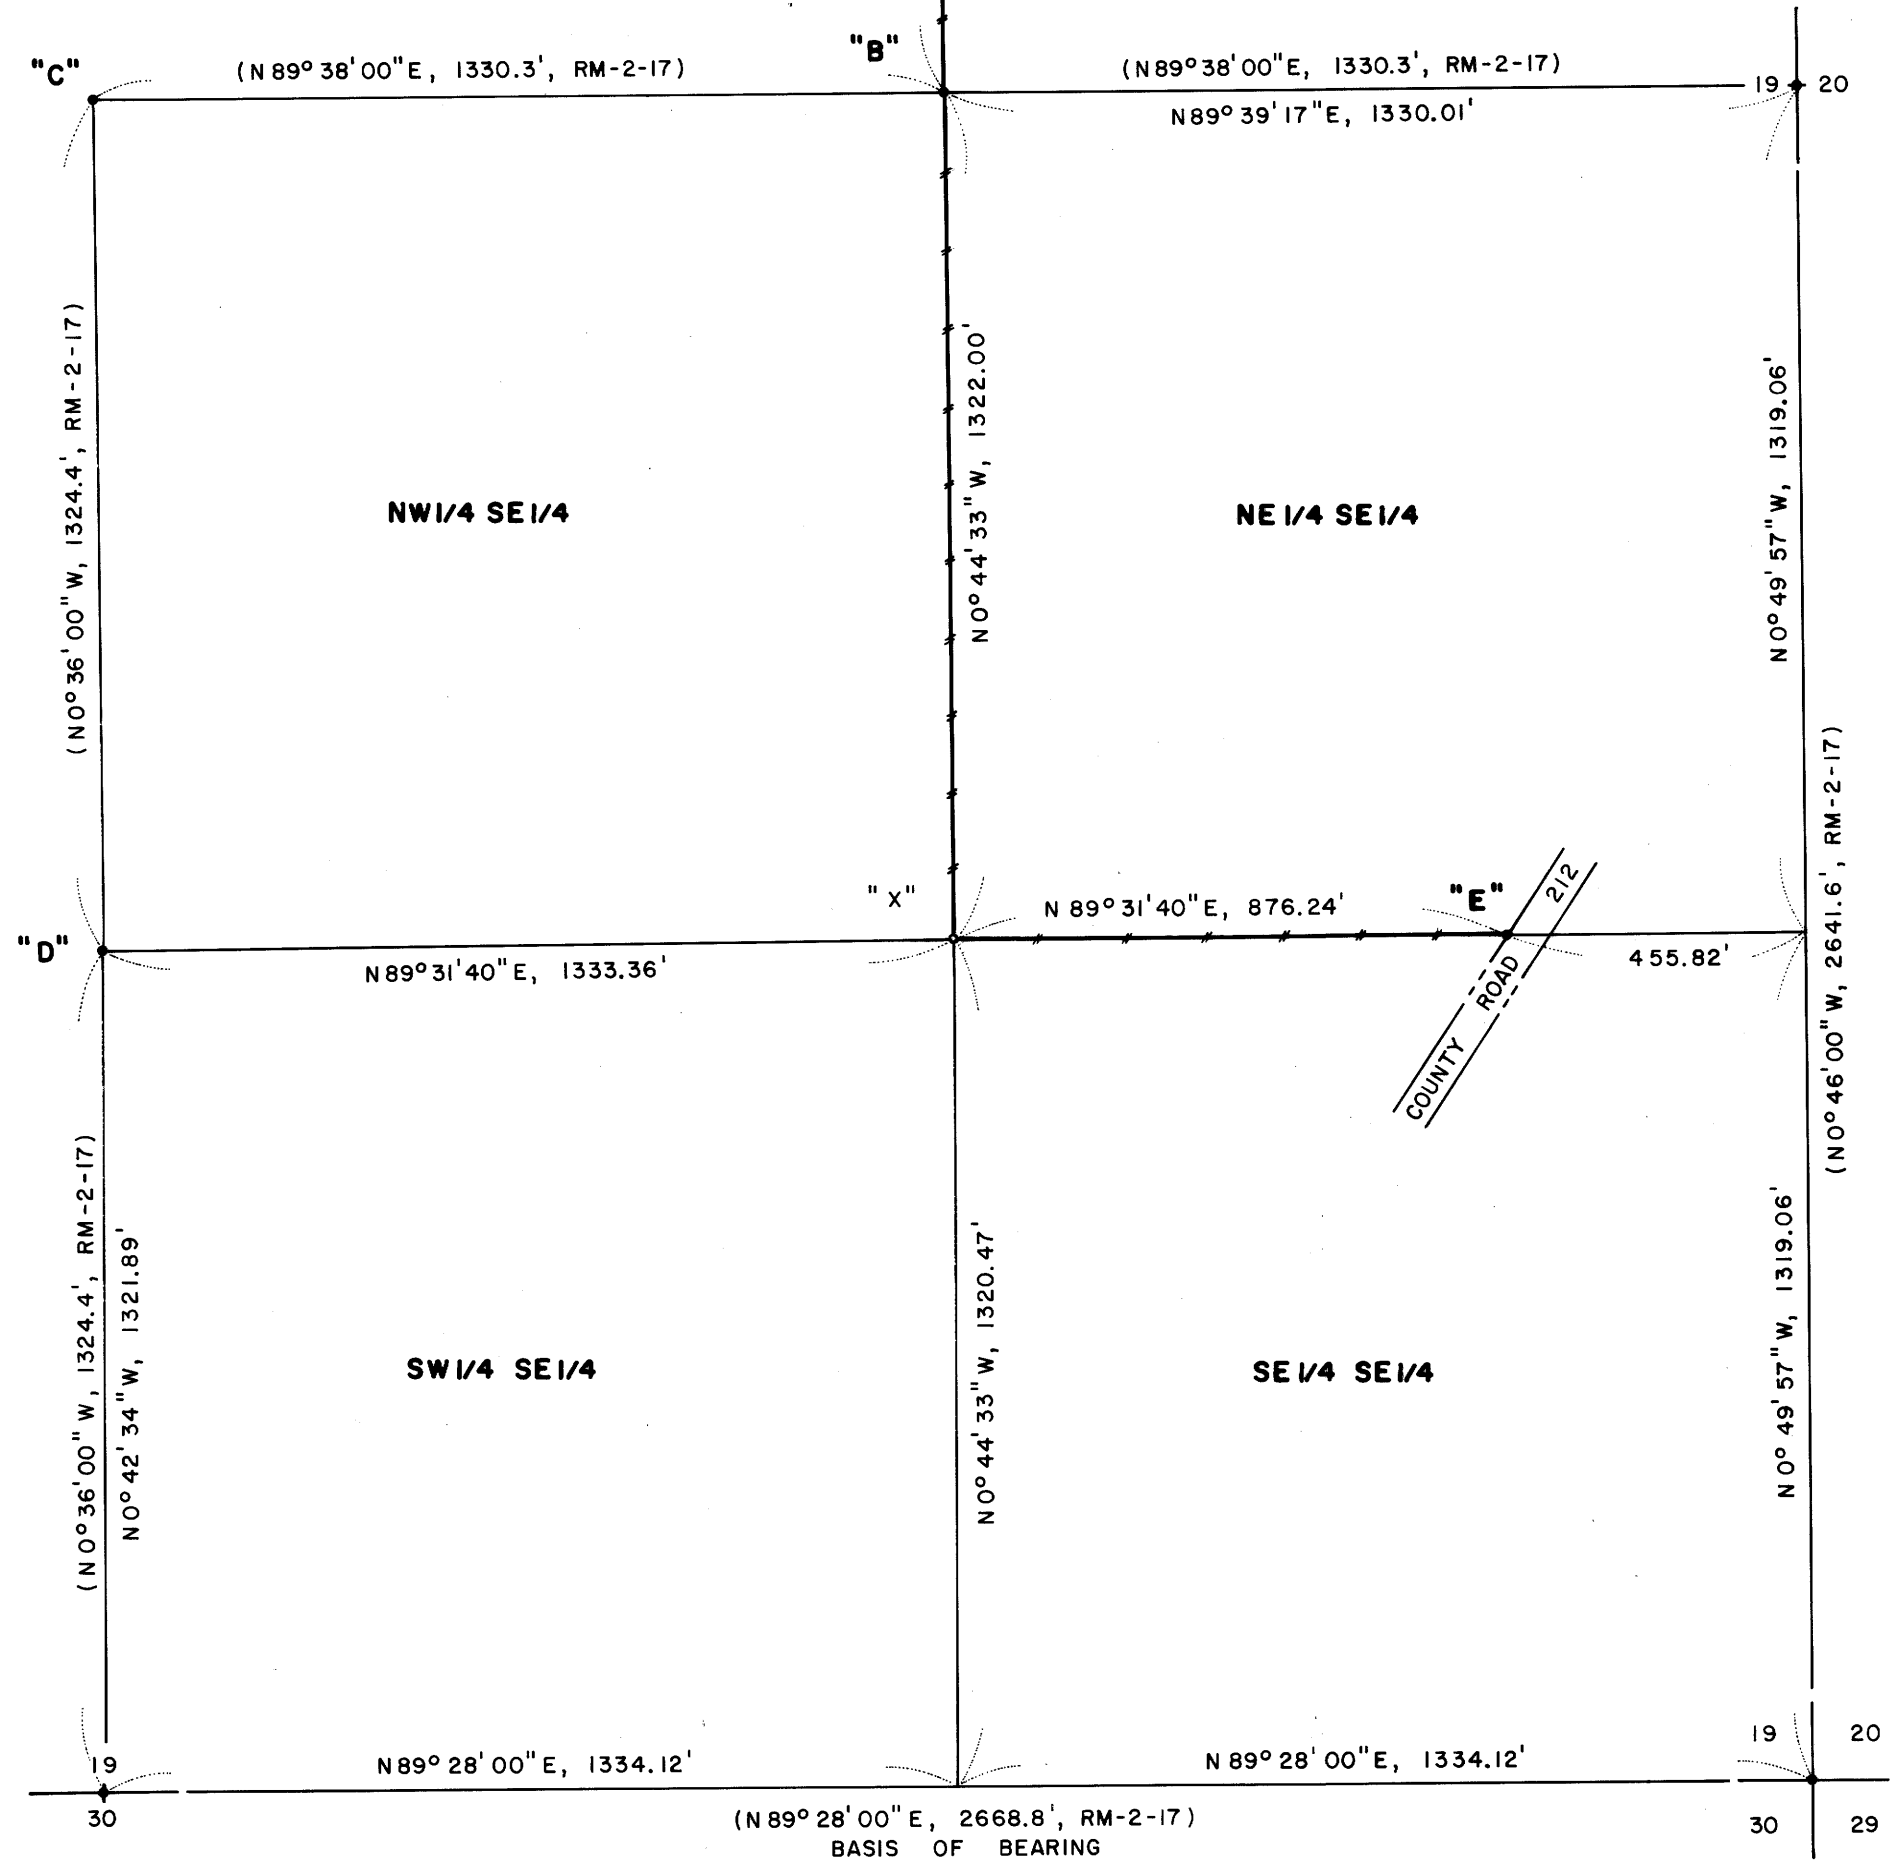 "C"
(N 89° 38' 00" E, 1330.3', RM-2-17)
"B"
(N 89° 38' 00" E, 1330.3', RM-2-17)
19
20
N 89° 39' 17" E, 1330.01'
(N 0° 36' 00" W, 1324.4', RM-2-17)
N 0° 44' 33" W, 1322.00'
N 0° 49' 57" W, 1319.06'
NW 1/4 SE 1/4
NE 1/4 SE 1/4
"D"
N 89° 31' 40" E, 1333.36'
"X"
N 89° 31' 40" E, 876.24'
"E"
455.82'
COUNTY ROAD 212
(N 0° 46' 00" W, 2641.6', RM-2-17)
(N 0° 36' 00" W, 1324.4', RM-2-17)
N 0° 42' 34" W, 1321.89'
N 0° 44' 33" W, 1320.47'
N 0° 49' 57" W, 1319.06'
SW 1/4 SE 1/4
SE 1/4 SE 1/4
19
30
N 89° 28' 00" E, 1334.12'
N 89° 28' 00" E, 1334.12'
19
20
30
29
(N 89° 28' 00" E, 2668.8', RM-2-17)
BASIS OF BEARING